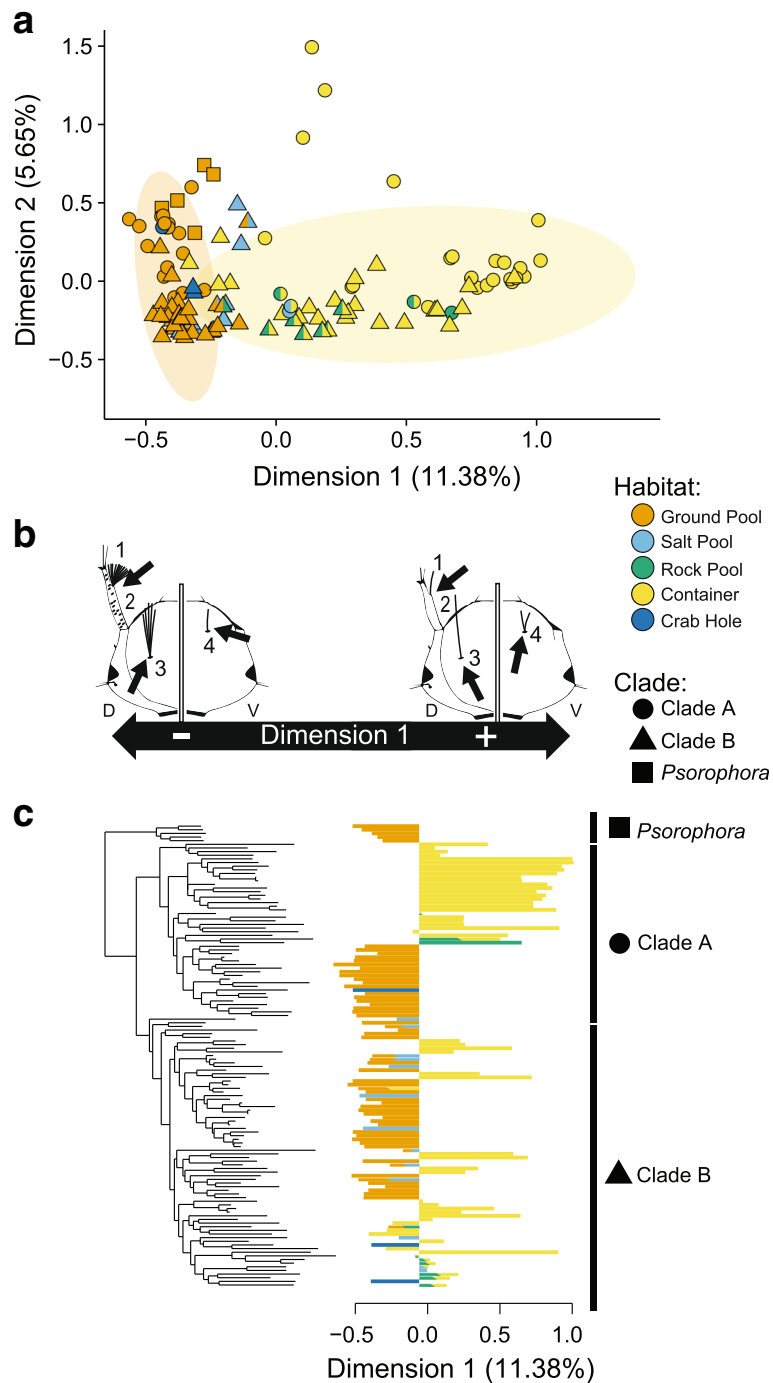 a
1.5
1.0
0.5
0.0
−0.5
Dimension 2 (5.65%)
−0.5
0.0
0.5
1.0
Dimension 1 (11.38%)
Habitat:
Ground Pool
Salt Pool
Rock Pool
Container
Crab Hole
Clade:
Clade A
Clade B
Psorophora
b
1
2
3
4
D
V
1
2
3
4
D
V
Dimension 1
−
+
c
Psorophora
Clade A
Clade B
−0.5
0.0
0.5
1.0
Dimension 1 (11.38%)